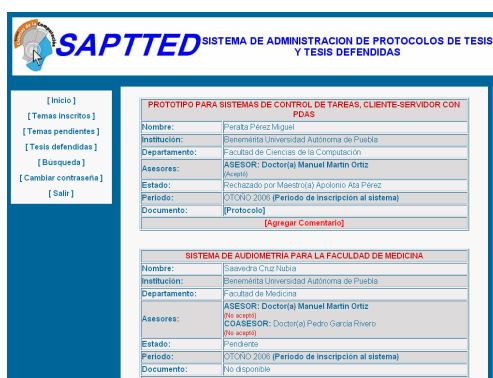 SAPTTED
SISTEMA DE ADMINISTRACION DE PROTOCOLOS DE TESIS
Y TESIS DEFENDIDAS
[ Inicio ]
[ Temas inscritos ]
[ Temas pendientes ]
[ Tesis defendidas ]
[ Búsqueda ]
[ Cambiar contraseña ]
[ Salir ]
PROTOTIPO PARA SISTEMAS DE CONTROL DE TAREAS, CLIENTE-SERVIDOR CON
PDAS
Nombre: Peralta Pérez Miguel
Institución: Benemérita Universidad Autónoma de Puebla
Departamento: Facultad de Ciencias de la Computación
Asesores: ASESOR: Doctor(a) Manuel Martin Ortiz
(Aceptó)
Estado: Rechazado por Maestro(a) Apolonio Ata Pérez
Periodo: OTOÑO 2006 (Periodo de inscripción al sistema)
Documento: [Protocolo]
[Agregar Comentario]
SISTEMA DE AUDIOMETRIA PARA LA FACULDAD DE MEDICINA
Nombre: Saavedra Cruz Nubia
Institución: Benemérita Universidad Autónoma de Puebla
Departamento: Facultad de Medicina
Asesores: ASESOR: Doctor(a) Manuel Martin Ortiz
(No aceptó)
COASESOR: Doctor(a) Pedro Garcia Rivero
(No aceptó)
Estado: Pendiente
Periodo: OTOÑO 2006 (Periodo de inscripción al sistema)
Documento: No disponible